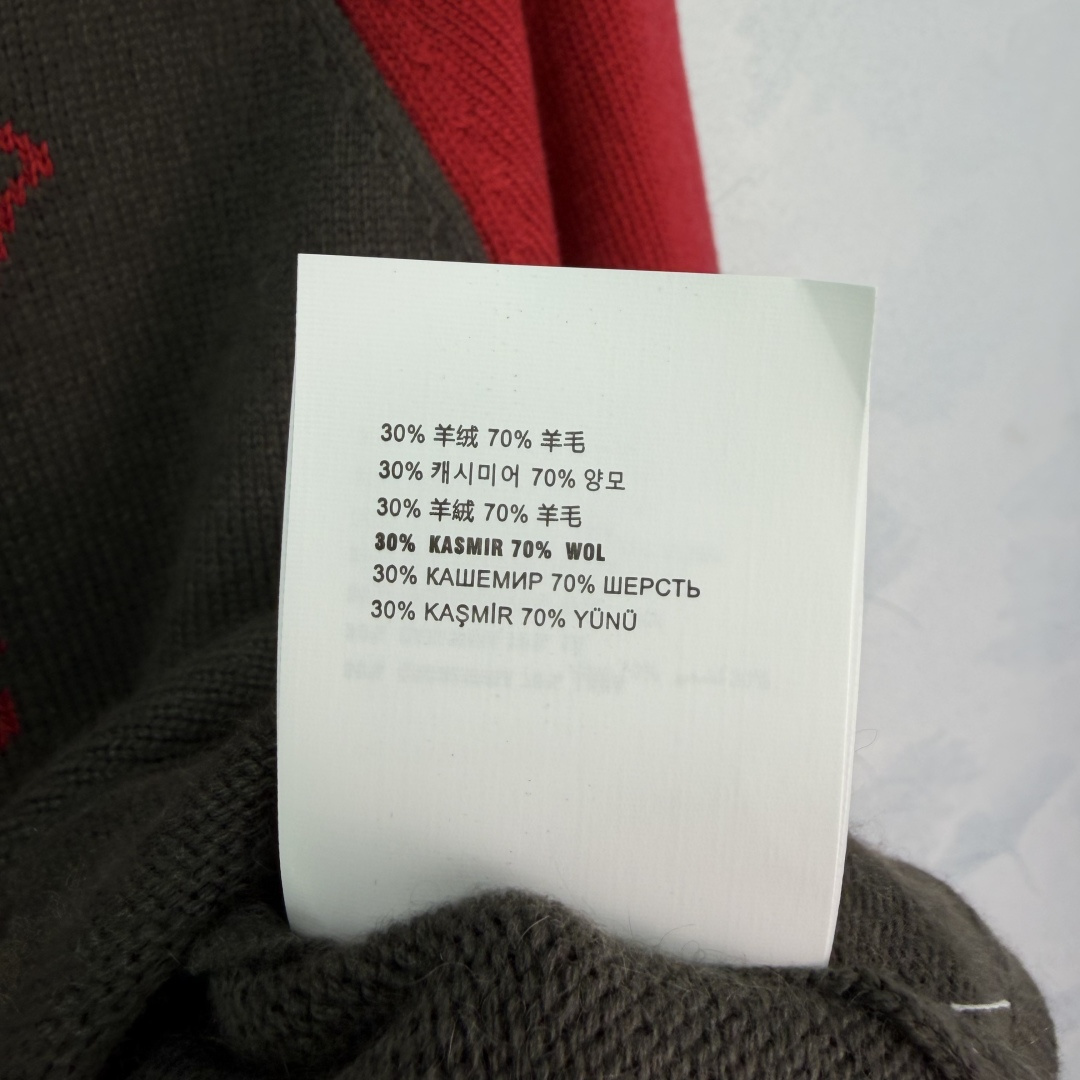 30% 羊绒 70% 羊毛
30% 캐시미어 70% 양모
30% 羊絨 70% 羊毛
30% KASMIR 70% WOL
30% КАШЕМИР 70% ШЕРСТЬ
30% KAŞMİR 70% YÜNÜ